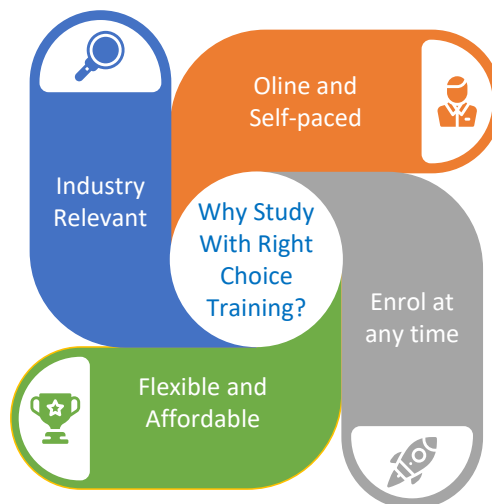 Oline and
Self-paced
Industry
Relevant
Why Study
With Right
Choice
Training?
Enrol at
any time
Flexible and
Affordable